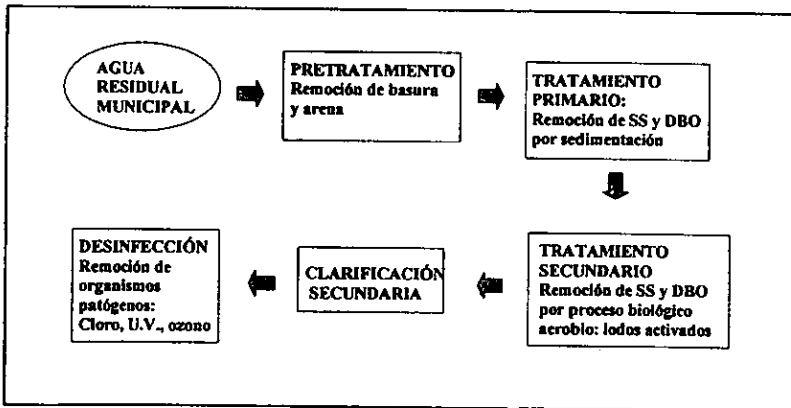 AGUA
RESIDUAL
MUNICIPAL
PRETRATAMIENTO
Remoción de basura
y arena
TRATAMIENTO
PRIMARIO:
Remoción de SS y DBO
por sedimentación
TRATAMIENTO
SECUNDARIO
Remoción de SS y DBO
por proceso biológico
aerobio: lodos activados
CLARIFICACIÓN
SECUNDARIA
DESINFECCIÓN
Remoción de
organismos
patógenos:
Cloro, U.V., ozono